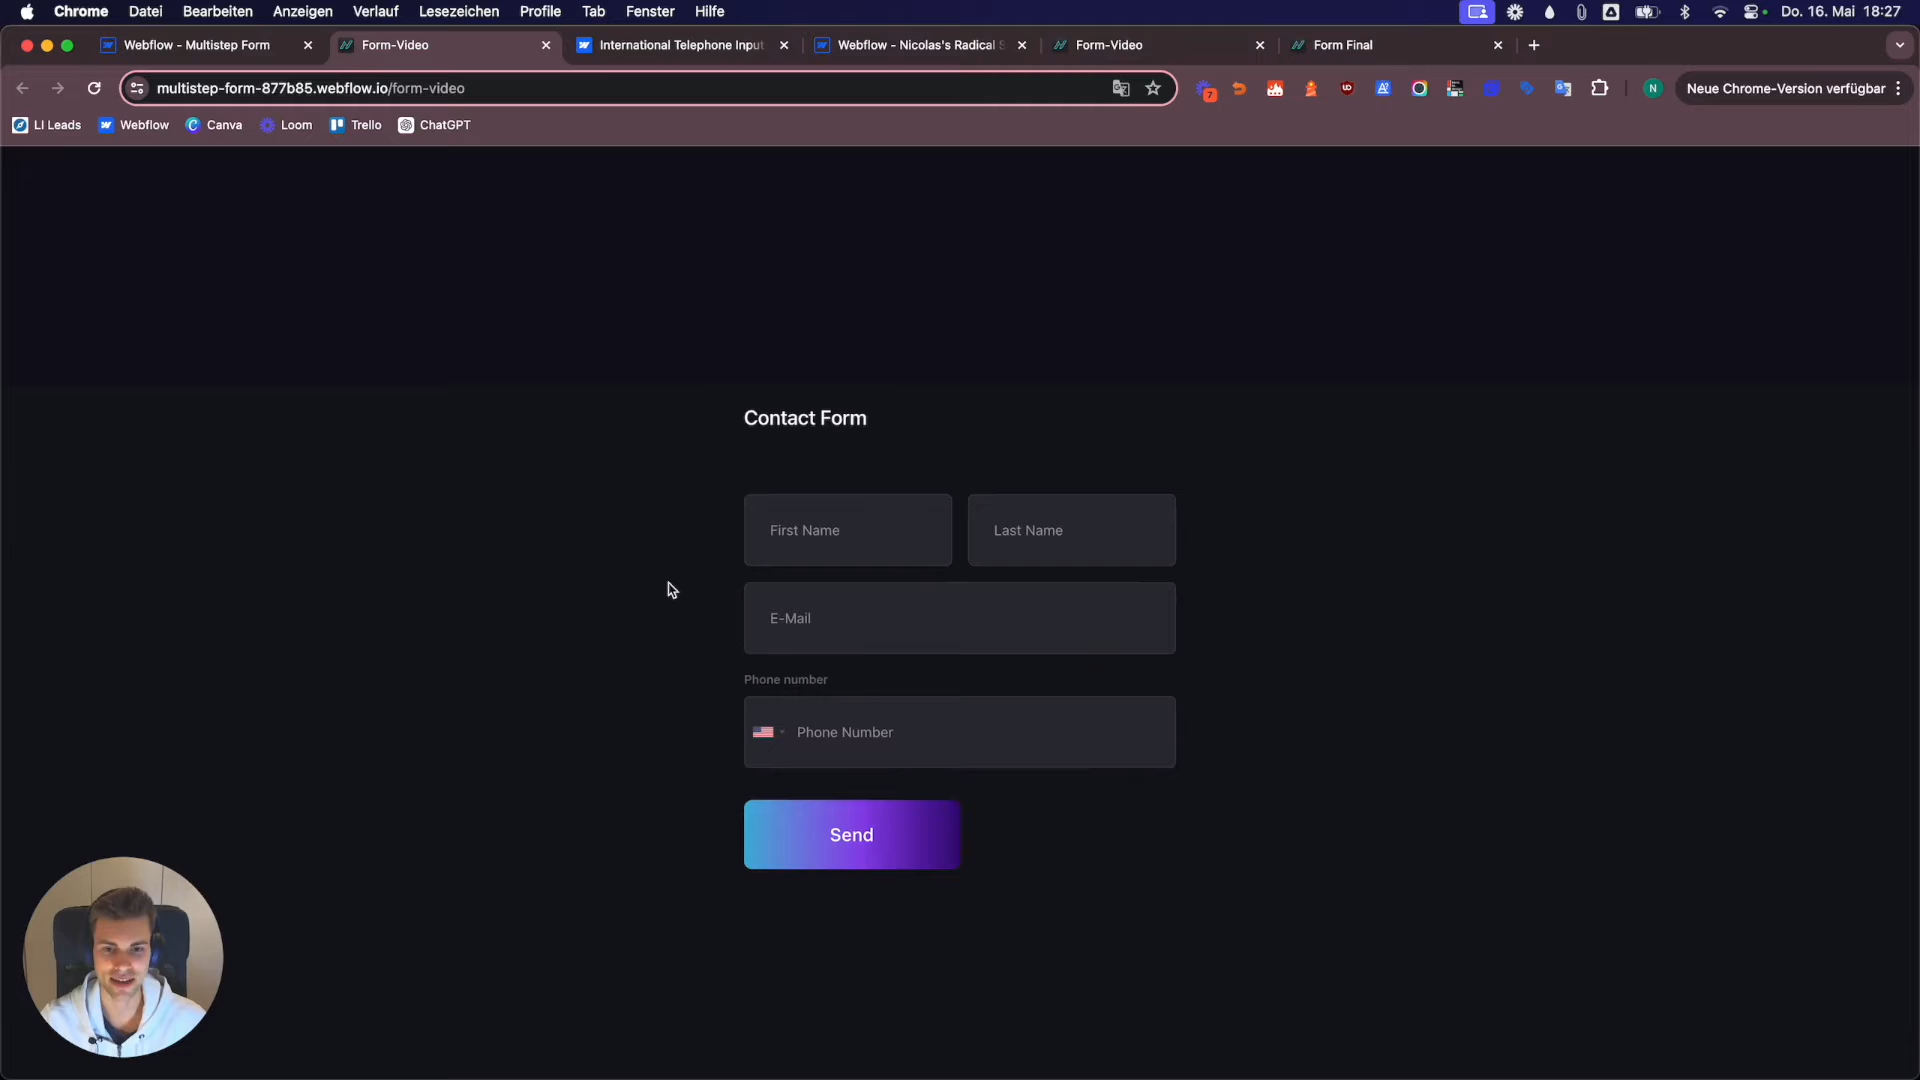 Chrome Datei Bearbeiten Anzeigen Verlauf Lesezeichen Profile Tab Fenster Hilfe Do. 16. Mai 18:27
Webflow - Multistep Form Form-Video International Telephone Input Webflow - Nicolas's Radical S Form-Video Form Final
multistep-form-877b85.webflow.io/form-video 7 N Neue Chrome-Version verfügbar
LI Leads Webflow Canva Loom Trello ChatGPT
Contact Form
First Name Last Name
E-Mail
Phone number
Phone Number
Send